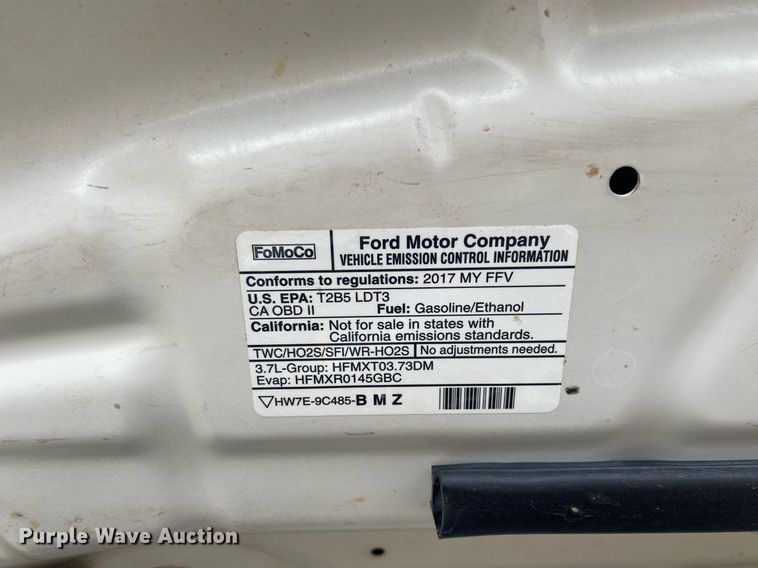 FoMoCo
Ford Motor Company
VEHICLE EMISSION CONTROL INFORMATION
Conforms to regulations: 2017 MY FFV
U.S. EPA: T2B5 LDT3
CA OBD II Fuel: Gasoline/Ethanol
California: Not for sale in states with
California emissions standards.
TWC/HO2S/SFI/WR-HO2S No adjustments needed.
3.7L-Group: HFMXT03.73DM
Evap: HFMXR0145GBC
HW7E-9C485-B M Z
Purple Wave Auction